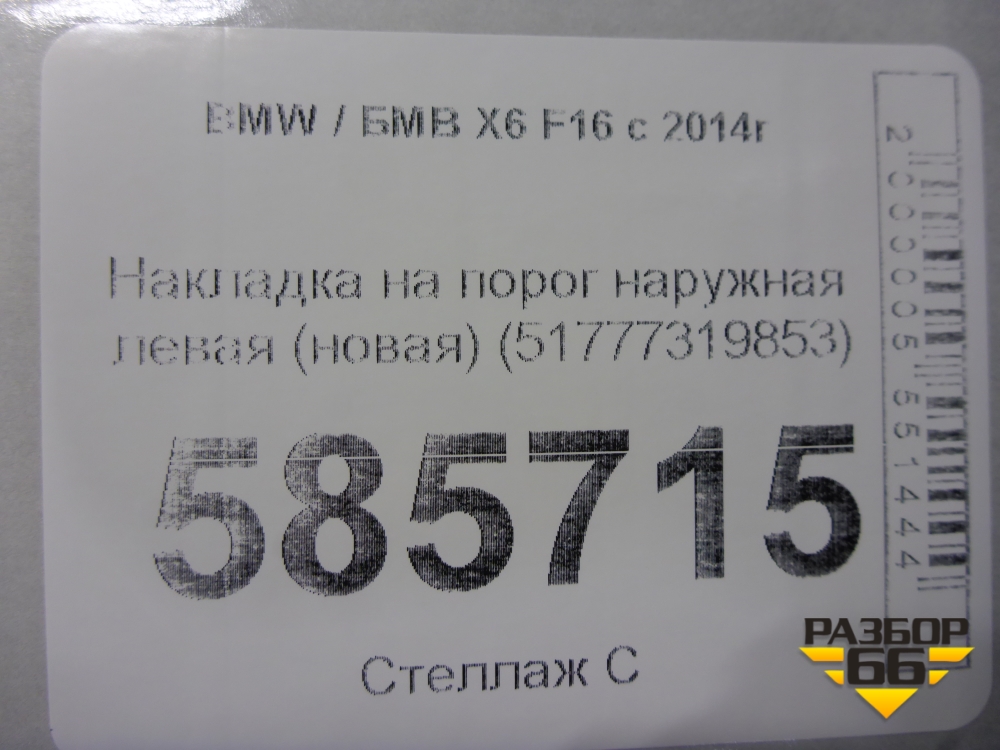 BMW / БМВ X6 F16 с 2014г
Накладка на порог наружная
левая (новая) (51777319853)
585715
Стеллаж С
2000005551444
РАЗБОР
66